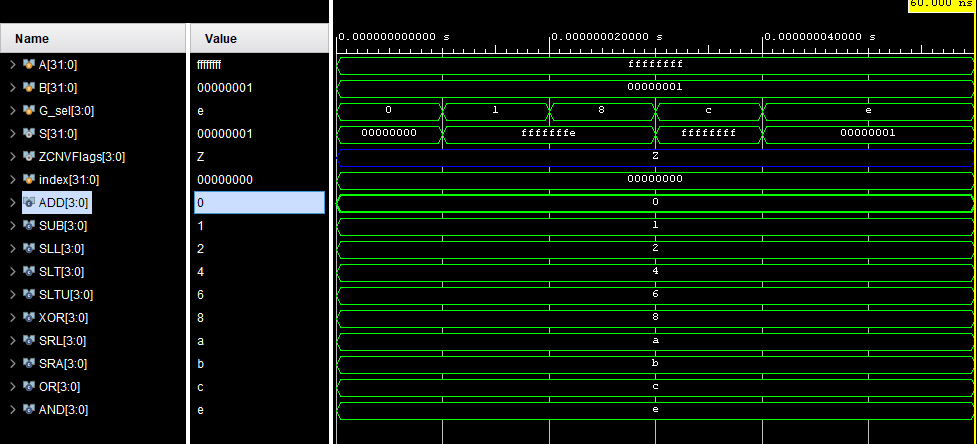 60.000 ns
Name Value 0.000000000000 s 0.000000020000 s 0.000000040000 s
A[31:0] ffffffff ffffffff
B[31:0] 00000001 00000001
G_sel[3:0] e 0 1 8 c e
S[31:0] 00000001 00000000 fffffffe ffffffff 00000001
ZCNVFlags[3:0] Z Z
index[31:0] 00000000 00000000
ADD[3:0] 0 0
SUB[3:0] 1 1
SLL[3:0] 2 2
SLT[3:0] 4 4
SLTU[3:0] 6 6
XOR[3:0] 8 8
SRL[3:0] a a
SRA[3:0] b b
OR[3:0] c c
AND[3:0] e e